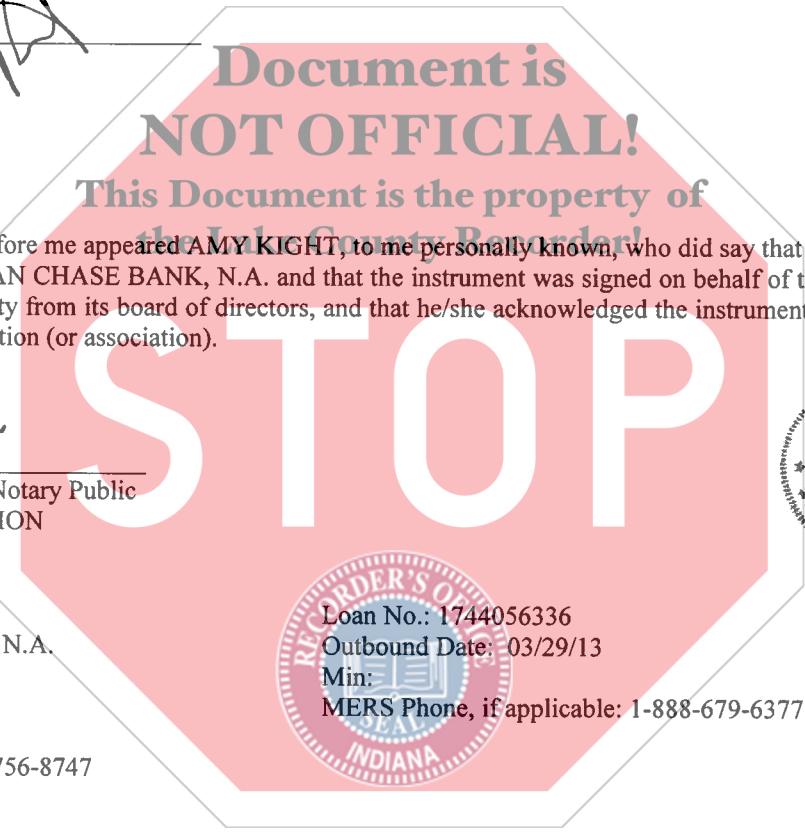 Document is
NOT OFFICIAL!
This Document is the property of
the Lake County Recorder!
fore me appeared AMY KIGHT, to me personally known, who did say that
AN CHASE BANK, N.A. and that the instrument was signed on behalf of t
ty from its board of directors, and that he/she acknowledged the instrument
tion (or association).
STOP
Notary Public
ION
RECORDER'S OFFICE
Loan No.: 1744056336
N.A.
Outbound Date: 03/29/13
Min:
MERS Phone, if applicable: 1-888-679-6377
SEAL
INDIANA
756-8747